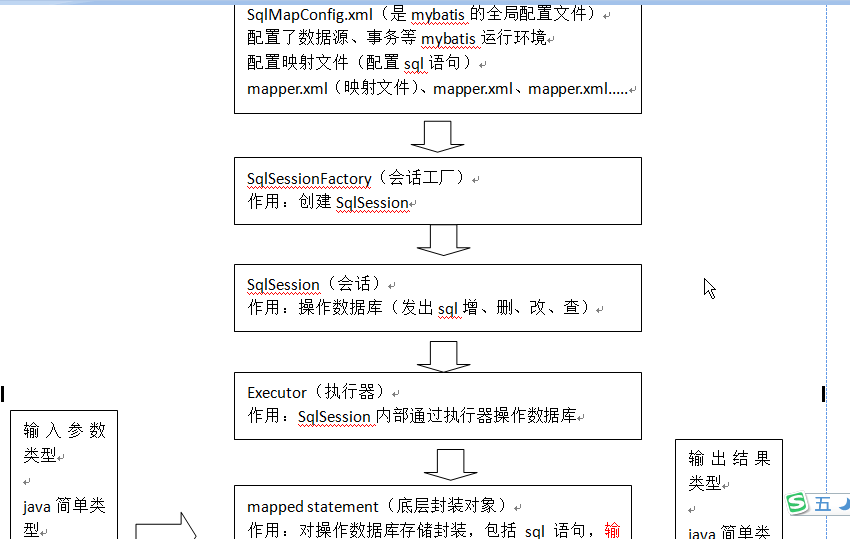 SqlMapConfig.xml（是 mybatis 的全局配置文件）
配置了数据源、事务等 mybatis 运行环境
配置映射文件（配置 sql 语句）
mapper.xml（映射文件）、mapper.xml、mapper.xml.....
SqlSessionFactory（会话工厂）
作用：创建 SqlSession
SqlSession（会话）
作用：操作数据库（发出 sql 增、删、改、查）
Executor（执行器）
作用：SqlSession 内部通过执行器操作数据库
输入参数
类型
java 简单类
型
mapped statement（底层封装对象）
作用：对操作数据库存储封装，包括 sql 语句，输
输出结果
类型
java 简单类
五